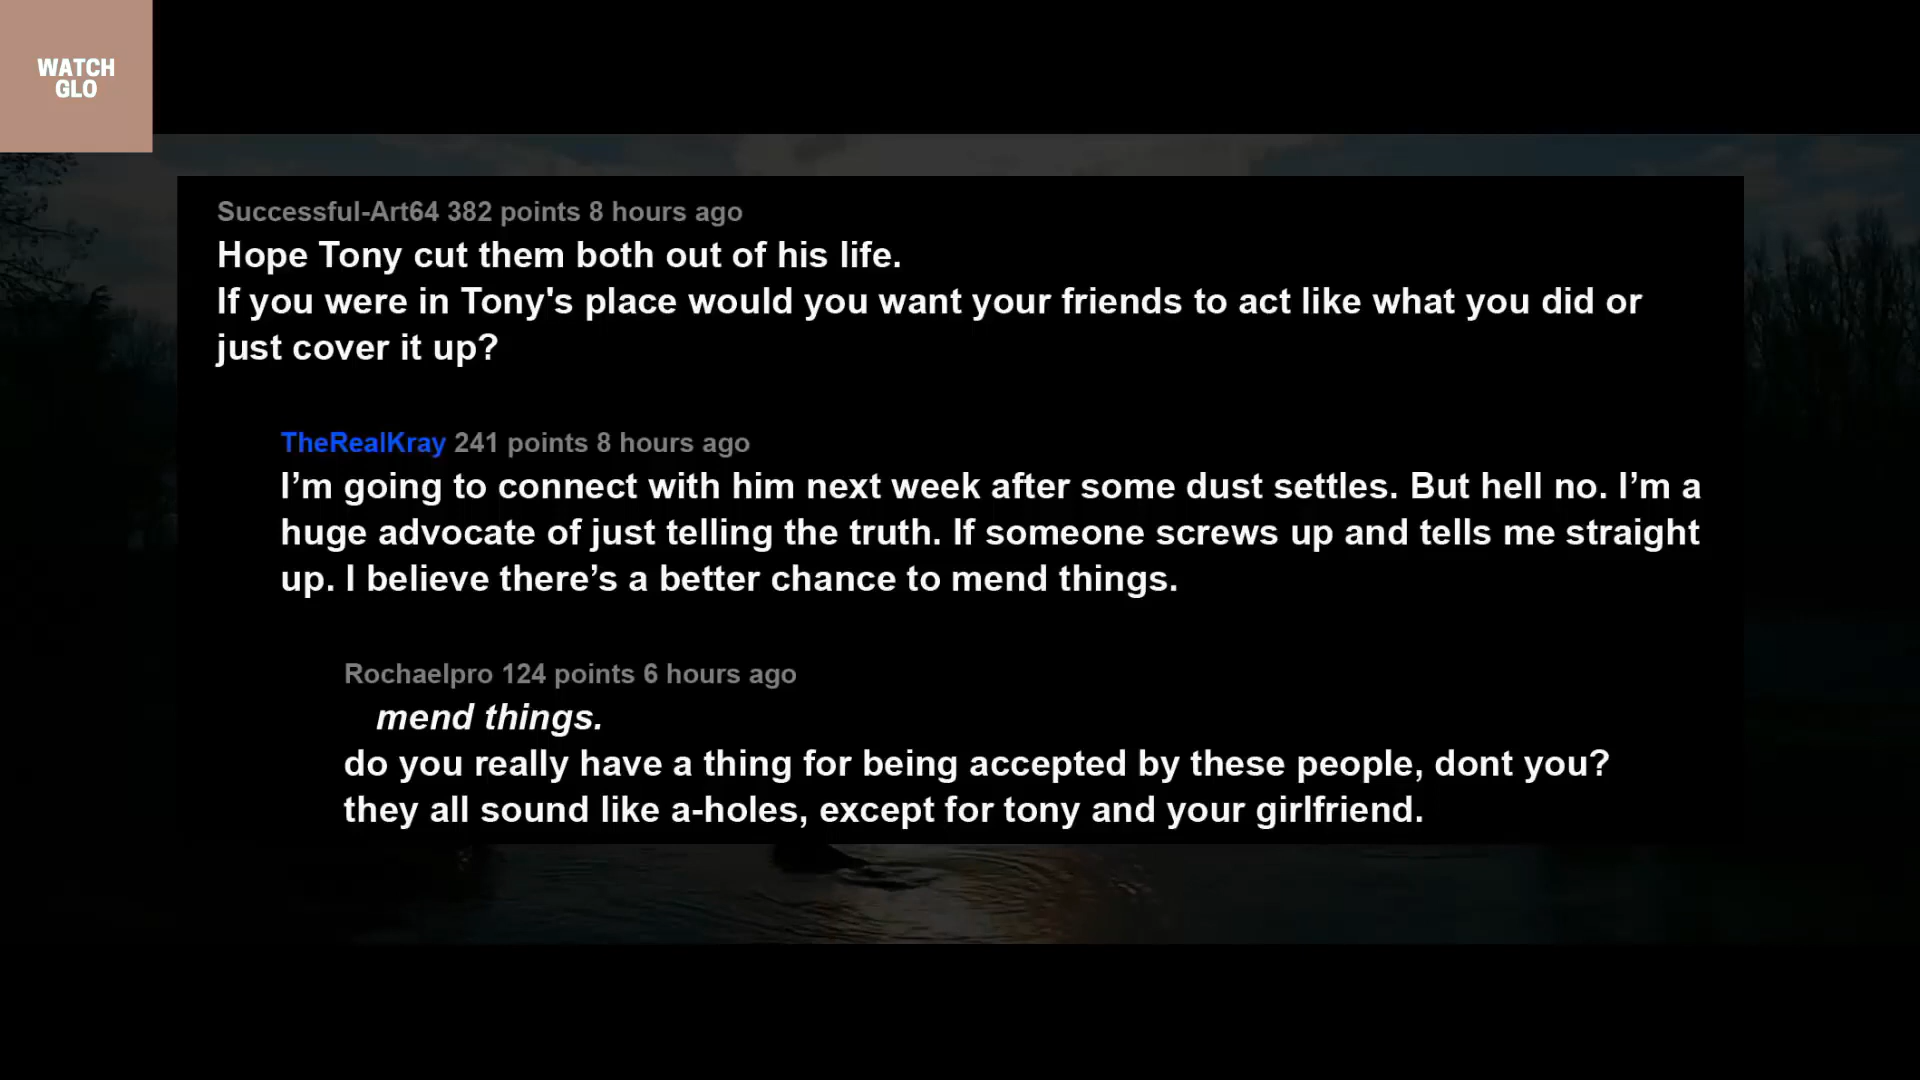 WATCH
GLO
Successful-Art64 382 points 8 hours ago
Hope Tony cut them both out of his life.
If you were in Tony's place would you want your friends to act like what you did or
just cover it up?
TheRealKray 241 points 8 hours ago
I’m going to connect with him next week after some dust settles. But hell no. I’m a
huge advocate of just telling the truth. If someone screws up and tells me straight
up. I believe there’s a better chance to mend things.
Rochaelpro 124 points 6 hours ago
mend things.
do you really have a thing for being accepted by these people, dont you?
they all sound like a-holes, except for tony and your girlfriend.